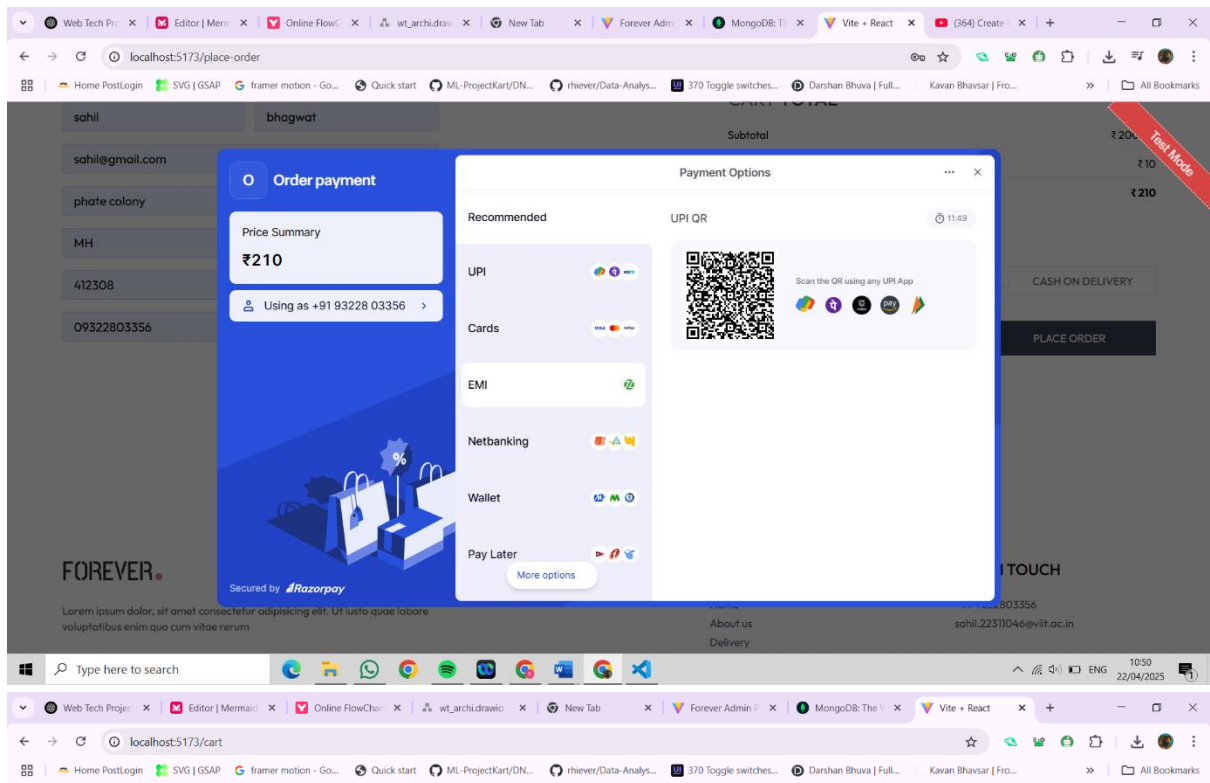 Web Tech Pro
Editor | Merm
Online FlowC
wt_archi.draw
New Tab
Forever Adm
MongoDB: Th
Vite + React
(364) Create
localhost:5173/place-order
Home PostLogin
SVG | GSAP
framer motion - Go...
Quick start
ML-ProjectKart/DN...
rhiever/Data-Analys...
370 Toggle switches...
Darshan Bhuva | Full...
Kavan Bhavsar | Fro...
»
All Bookmarks
sahil
bhagwat
CART TOTAL
Subtotal
₹ 200
Test Mode
sahil@gmail.com
₹ 10
phate colony
₹ 210
MH
412308
09322803356
CASH ON DELIVERY
PLACE ORDER
O Order payment
Price Summary
₹210
Using as +91 93228 03356 >
Secured by Razorpay
Payment Options
Recommended
UPI
Cards
EMI
Netbanking
Wallet
Pay Later
More options
UPI QR
11:49
Scan the QR using any UPI App
FOREVER.
Lorem ipsum dolor, sit amet consectetur adipisicing elit. Ut iusto quae labore
voluptatibus enim quo cum vitae rerum
About us
Delivery
I TOUCH
sahil.22311046@viit.ac.in
Type here to search
ENG
10:50
22/04/2025
Web Tech Projec
Editor | Mermaid
Online FlowChar
wt_archi.drawio
New Tab
Forever Admin P
MongoDB: The
Vite + React
localhost:5173/cart
Home PostLogin
SVG | GSAP
framer motion - Go...
Quick start
ML-ProjectKart/DN...
rhiever/Data-Analys...
370 Toggle switches...
Darshan Bhuva | Full...
Kavan Bhavsar | Fro...
»
All Bookmarks